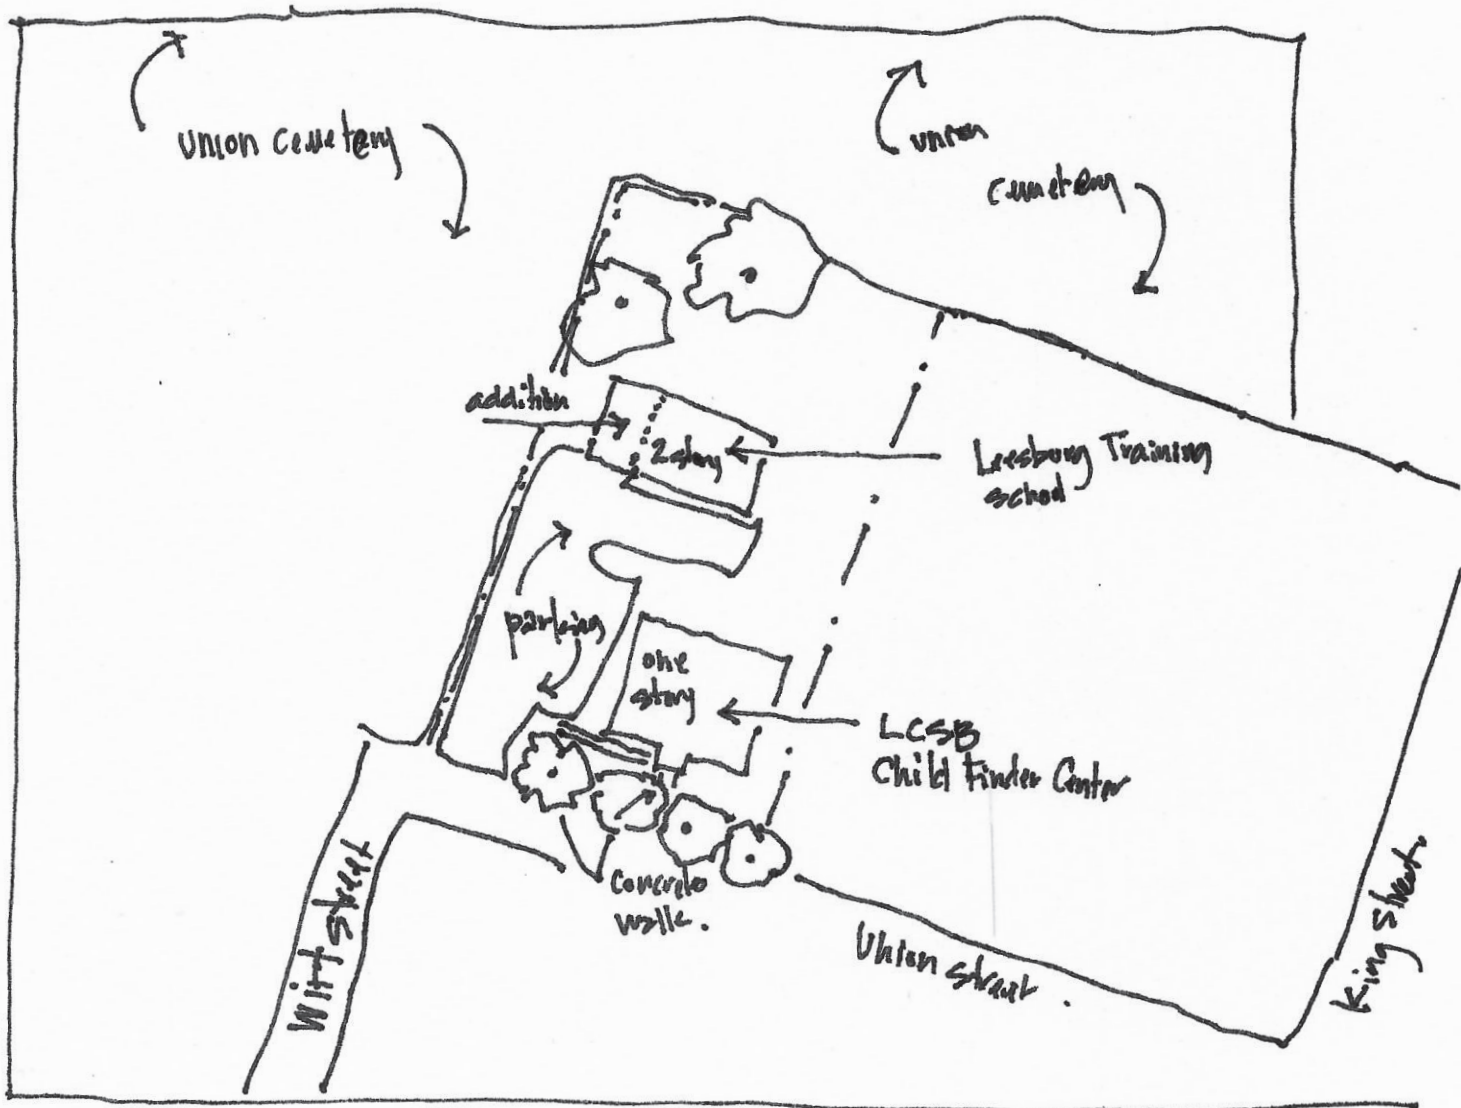 Union Cemetery
Union
Cemetery
addition
2 story
Leesburg Training
School
parking
one
story
LCSB
Child Finder Center
concrete
walk.
Union Street.
Witt Street
King Street.